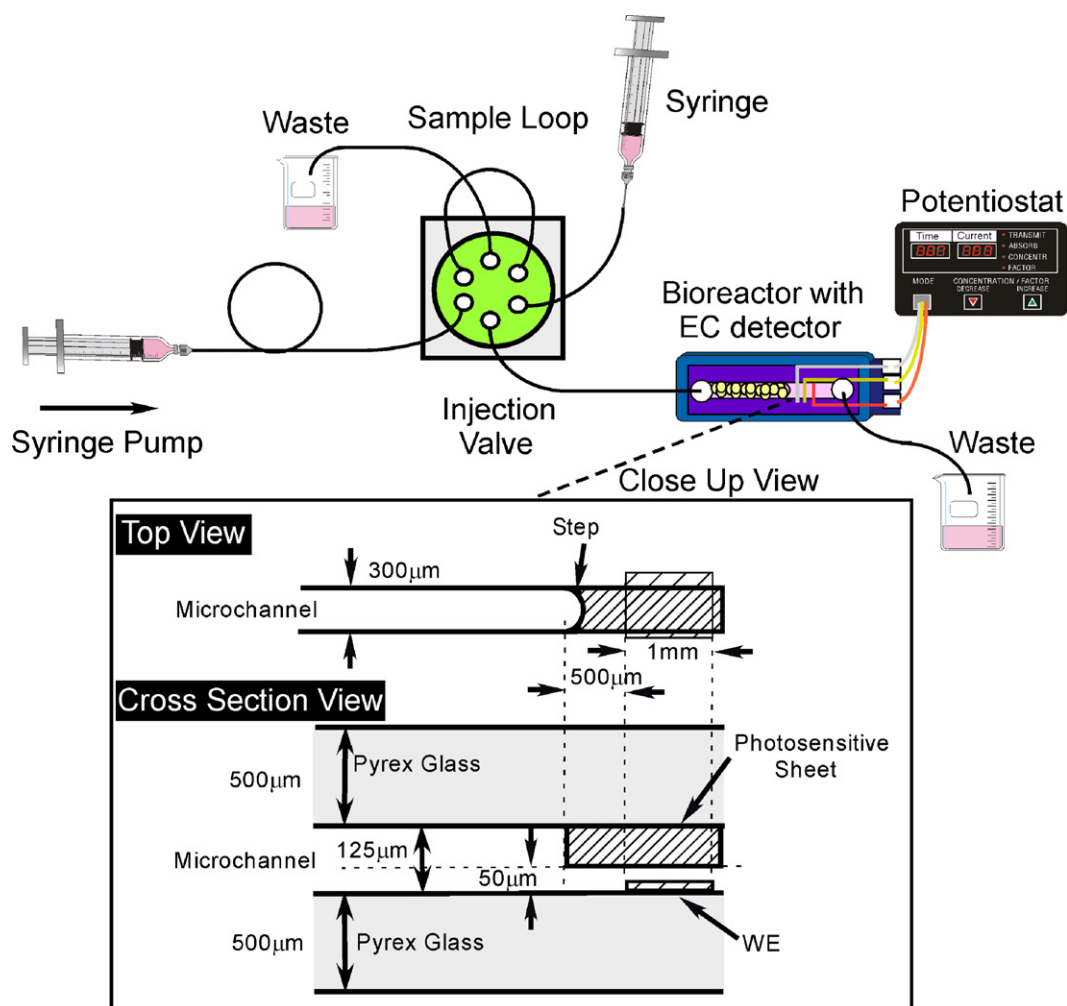 Waste
Sample Loop
Syringe
Potentiostat
Time Current
888 888
TRANSMIT
ABSORB
CONCENTR
FACTOR
MODE
CONCENTRATION / FACTOR
DECREASE INCREASE
Bioreactor with
EC detector
Syringe Pump
Injection
Valve
Waste
Close Up View
Top View
Step
300μm
Microchannel
1mm
500μm
Cross Section View
Pyrex Glass
500μm
Photosensitive
Sheet
Microchannel
125μm
50μm
500μm
Pyrex Glass
WE